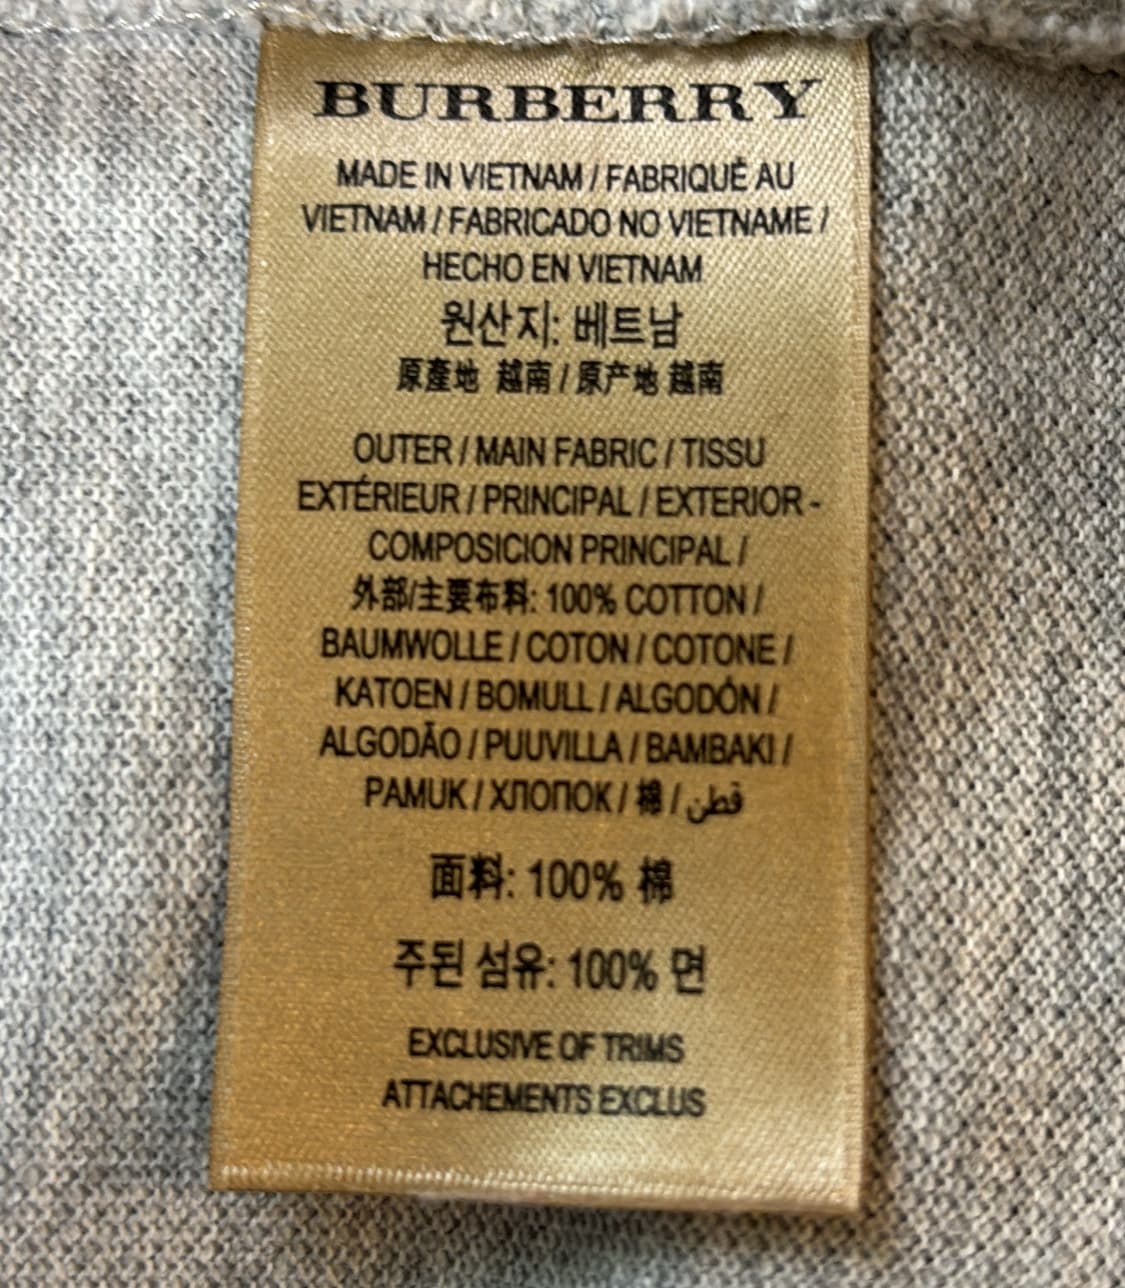 BURBERRY
MADE IN VIETNAM / FABRIQUÉ AU
VIETNAM / FABRICADO NO VIETNAME /
HECHO EN VIETNAM
원산지: 베트남
原產地 越南 / 原产地 越南
OUTER / MAIN FABRIC / TISSU
EXTÉRIEUR / PRINCIPAL / EXTERIOR -
COMPOSICION PRINCIPAL /
外部/主要布料: 100% COTTON /
BAUMWOLLE / COTON / COTONE /
KATOEN / BOMULL / ALGODÓN /
ALGODÃO / PUUVILLA / BAMBAKI /
PAMUK / ХЛОПОК / 棉 / قطن
面料: 100% 棉
주된 섬유: 100% 면
EXCLUSIVE OF TRIMS
ATTACHEMENTS EXCLUS